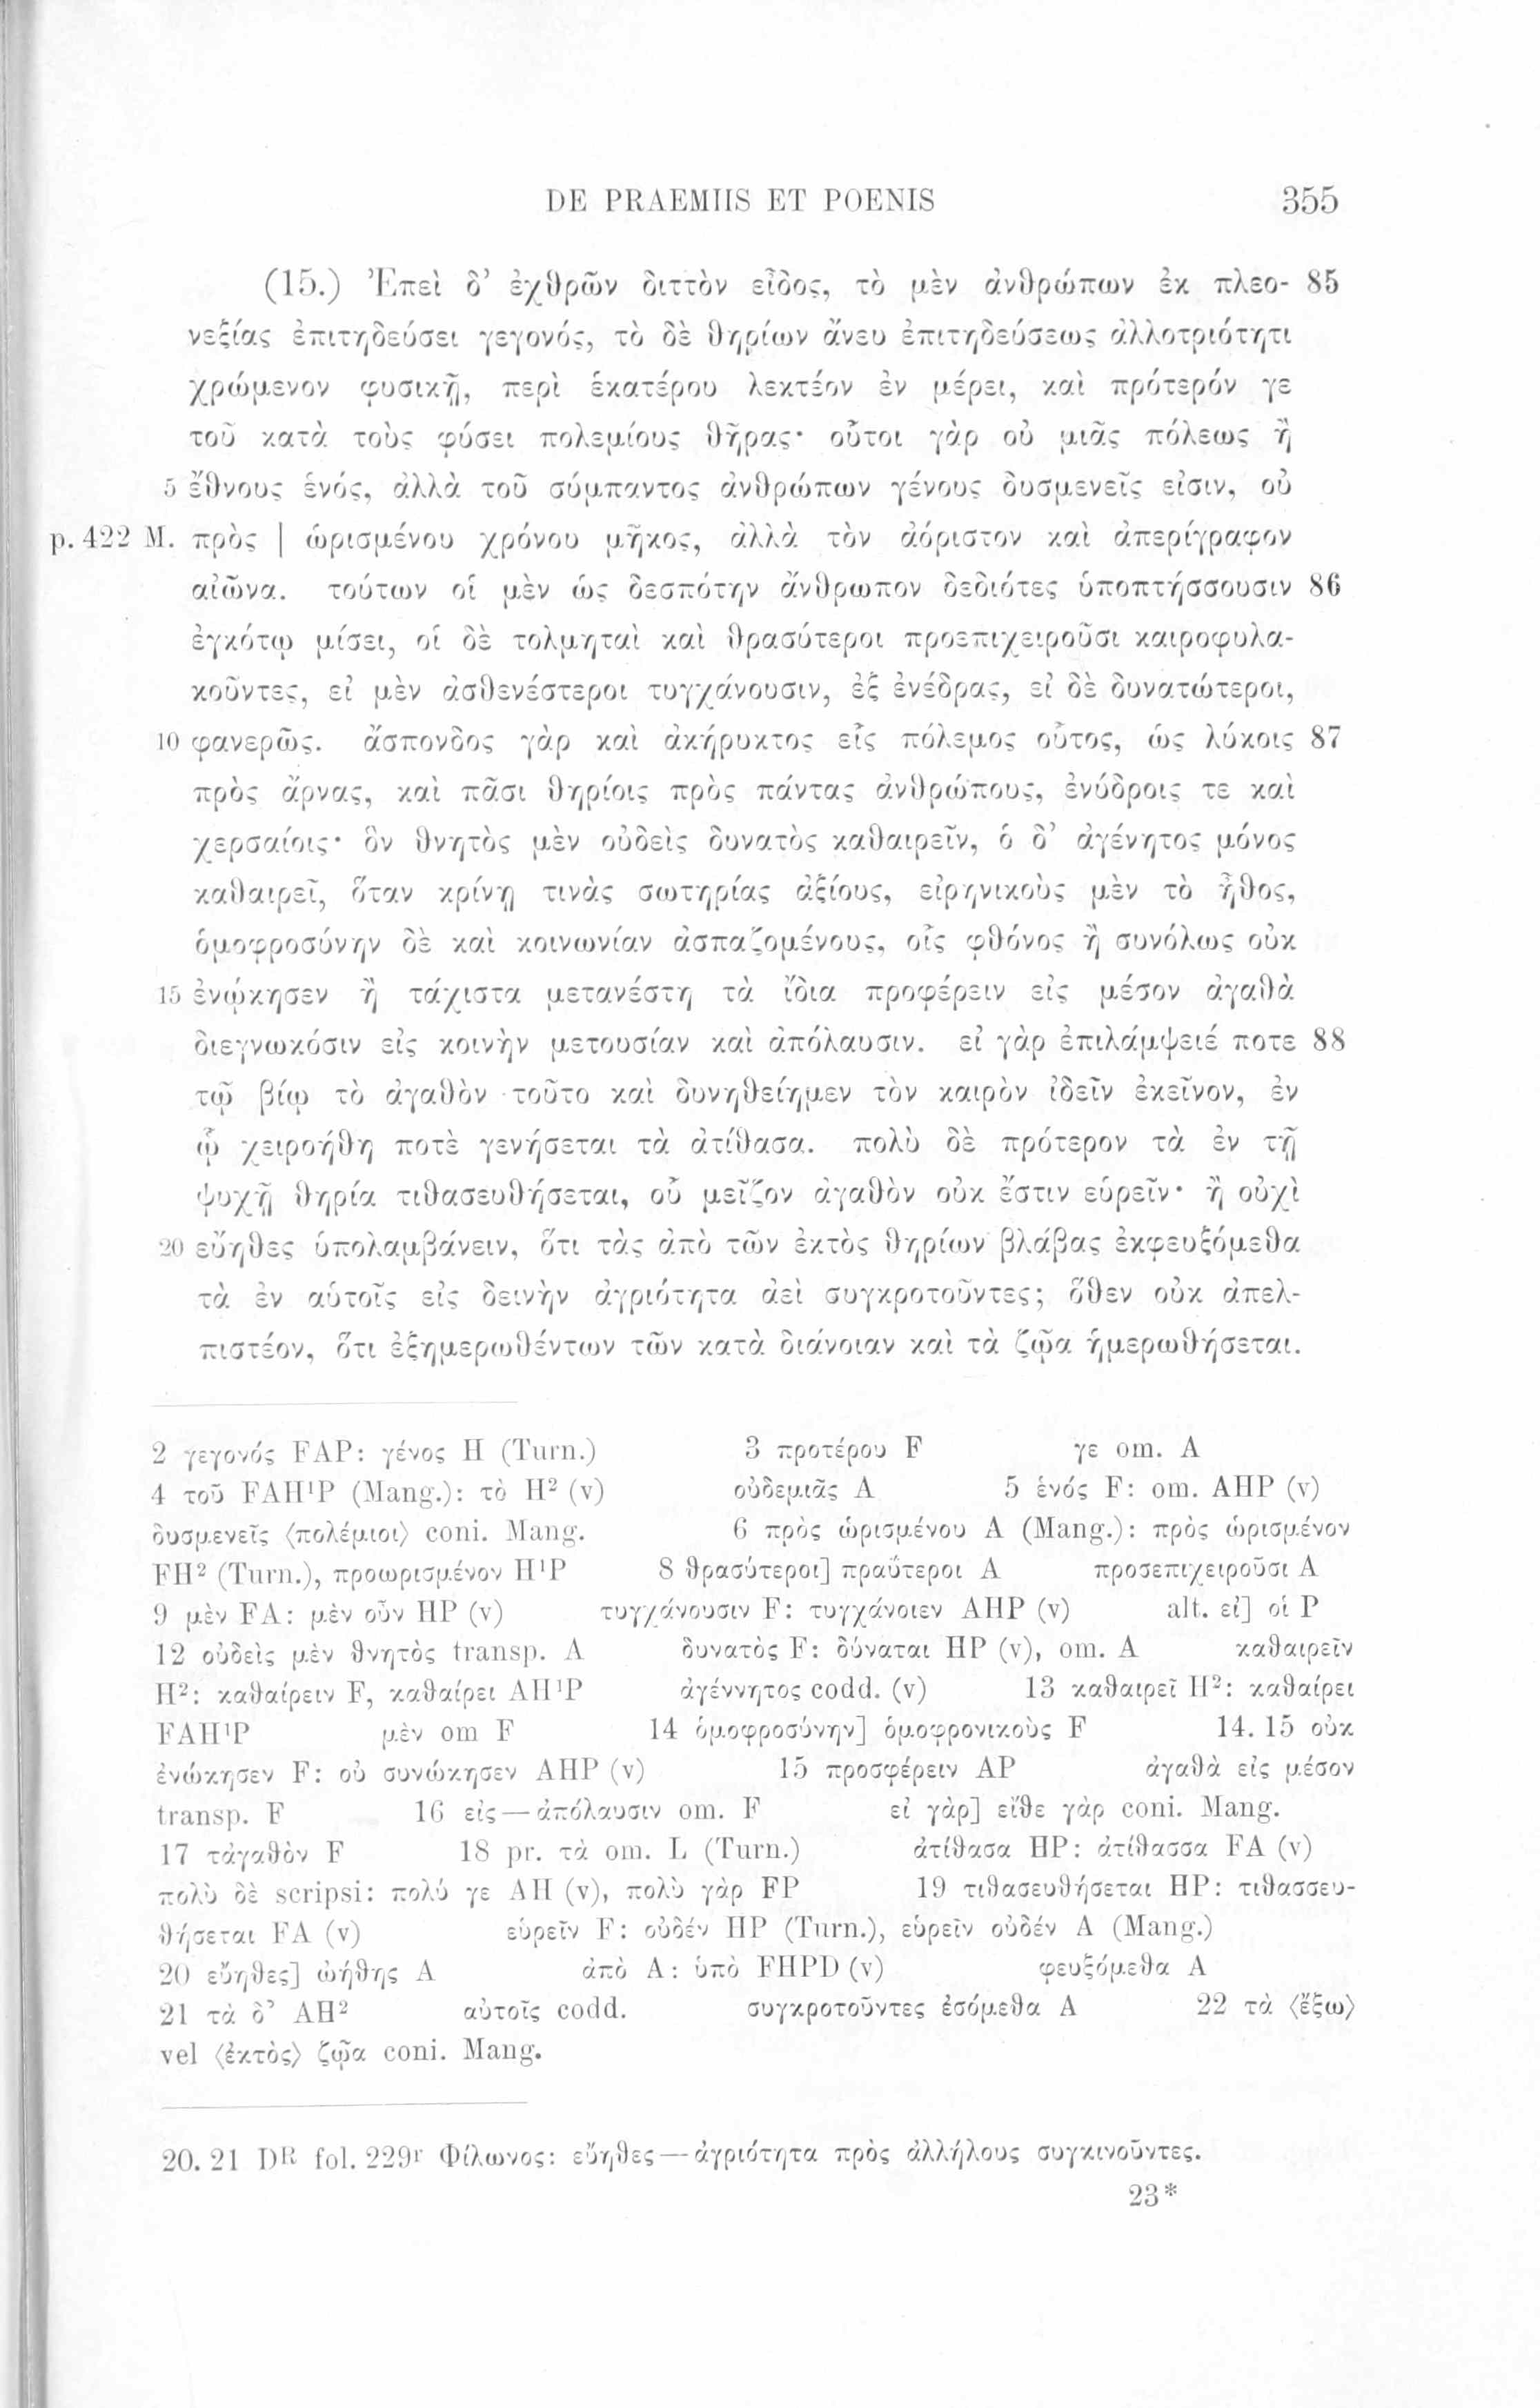 DE PRAEMIIS ET POENIS 355
(15.) Ἐπεὶ δ’ ἐχθρῶν διττὸν εἶδος, τὸ μὲν ἀνθρώπων ἐκ πλεο- 85
νεξίας ἐπιτηδεύσει γεγονός, τὸ δὲ θηρίων ἄνευ ἐπιτηδεύσεως ἀλλοτριότητι
χρώμενον φυσικῇ, περὶ ἑκατέρου λεκτέον ἐν μέρει, καὶ πρότερόν γε
τοῦ κατὰ τοὺς φύσει πολεμίους θῆρας· οὗτοι γὰρ οὐ μιᾶς πόλεως ἢ
5 ἔθνους ἑνός, ἀλλὰ τοῦ σύμπαντος ἀνθρώπων γένους δυσμενεῖς εἰσιν, οὐ
p. 422 M. πρὸς | ὡρισμένου χρόνου μῆκος, ἀλλὰ τὸν ἀόριστον καὶ ἀπερίγραφον
αἰῶνα. τούτων οἱ μὲν ὡς δεσπότην ἄνθρωπον δεδιότες ὑποπτήσσουσιν 86
ἐγκότῳ μίσει, οἱ δὲ τολμηταὶ καὶ θρασύτεροι προεπιχειροῦσι καιροφυλα-
κοῦντες, εἰ μὲν ἀσθενέστεροι τυγχάνουσιν, ἐξ ἐνέδρας, εἰ δὲ δυνατώτεροι,
10 φανερῶς. ἄσπονδος γὰρ καὶ ἀκήρυκτος εἷς πόλεμος οὗτος, ὡς λύκοις 87
πρὸς ἄρνας, καὶ πᾶσι θηρίοις πρὸς πάντας ἀνθρώπους, ἐνύδροις τε καὶ
χερσαίοις· ὃν θνητὸς μὲν οὐδεὶς δυνατὸς καθαιρεῖν, ὁ δ’ ἀγένητος μόνος
καθαιρεῖ, ὅταν κρίνῃ τινὰς σωτηρίας ἀξίους, εἰρηνικοὺς μὲν τὸ ἦθος,
ὁμοφροσύνην δὲ καὶ κοινωνίαν ἀσπαζομένους, οἷς φθόνος ἢ συνόλως οὐκ
15 ἐνῴκησεν ἢ τάχιστα μετανέστη τὰ ἴδια προφέρειν εἰς μέσον ἀγαθὰ
διεγνωκόσιν εἰς κοινὴν μετουσίαν καὶ ἀπόλαυσιν. εἰ γὰρ ἐπιλάμψειέ ποτε 88
τῷ βίῳ τὸ ἀγαθὸν τοῦτο καὶ δυνηθείημεν τὸν καιρὸν ἰδεῖν ἐκεῖνον, ἐν
ᾧ χειροήθη ποτὲ γενήσεται τὰ ἀτίθασα. πολὺ δὲ πρότερον τὰ ἐν τῇ
ψυχῇ θηρία τιθασευθήσεται, οὗ μεῖζον ἀγαθὸν οὐκ ἔστιν εὑρεῖν· ἢ οὐχὶ
20 εὔηθες ὑπολαμβάνειν, ὅτι τὰς ἀπὸ τῶν ἐκτὸς θηρίων βλάβας ἐκφευξόμεθα
τὰ ἐν αὑτοῖς εἰς δεινὴν ἀγριότητα ἀεὶ συγκροτοῦντες; ὅθεν οὐκ ἀπελ-
πιστέον, ὅτι ἐξημερωθέντων τῶν κατὰ διάνοιαν καὶ τὰ ζῷα ἡμερωθήσεται.
2 γεγονός FAP: γένος H (Turn.) 3 προτέρου F γε om. A
4 τοῦ FAH¹P (Mang.): τὸ H² (v) οὐδεμιᾶς A 5 ἑνός F: om. AHP (v)
δυσμενεῖς ⟨πολέμιοι⟩ coni. Mang. 6 πρὸς ὡρισμένου A (Mang.): πρὸς ὡρισμένον
FH² (Turn.), προωρισμένον H¹P 8 θρασύτεροι] πραΰτεροι A προσεπιχειροῦσι A
9 μὲν FA: μὲν οὖν HP (v) τυγχάνουσιν F: τυγχάνοιεν AHP (v) alt. εἰ] οἱ P
12 οὐδεὶς μὲν θνητὸς transp. A δυνατὸς F: δύναται HP (v), om. A καθαιρεῖν
H²: καθαίρειν F, καθαίρει AH¹P ἀγέννητος codd. (v) 13 καθαιρεῖ H²: καθαίρει
FAH¹P μὲν om F 14 ὁμοφροσύνην] ὁμοφρονικοὺς F 14. 15 οὐκ
ἐνῴκησεν F: οὐ συνῴκησεν AHP (v) 15 προσφέρειν AP ἀγαθὰ εἰς μέσον
transp. F 16 εἰς—ἀπόλαυσιν om. F εἰ γὰρ] εἴθε γὰρ coni. Mang.
17 τἀγαθὸν F 18 pr. τὰ om. L (Turn.) ἀτίθασα HP: ἀτίθασσα FA (v)
πολὺ δὲ scripsi: πολύ γε AH (v), πολὺ γὰρ FP 19 τιθασευθήσεται HP: τιθασσευ-
θήσεται FA (v) εὑρεῖν F: οὐδέν HP (Turn.), εὑρεῖν οὐδέν A (Mang.)
20 εὔηθες] ὠήθης A ἀπὸ A: ὑπὸ FHPD (v) φευξόμεθα A
21 τὰ δ’ AH² αὐτοῖς codd. συγκροτοῦντες ἐσόμεθα A 22 τὰ ⟨ἔξω⟩
vel ⟨ἐκτὸς⟩ ζῷα coni. Mang.
20. 21 Dᴿ fol. 229ʳ Φίλωνος: εὔηθες—ἀγριότητα πρὸς ἀλλήλους συγκινοῦντες.
23*